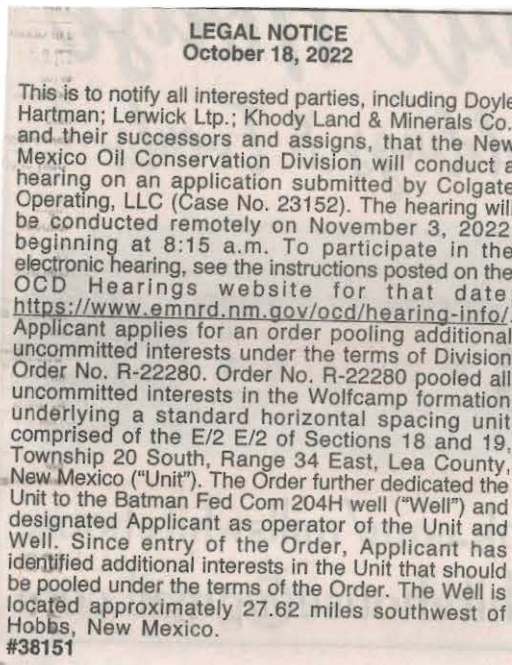 LEGAL NOTICE
October 18, 2022
This is to notify all interested parties, including Doyle
Hartman; Lerwick Ltp.; Khody Land & Minerals Co.
and their successors and assigns, that the New
Mexico Oil Conservation Division will conduct a
hearing on an application submitted by Colgate
Operating, LLC (Case No. 23152). The hearing will
be conducted remotely on November 3, 2022
beginning at 8:15 a.m. To participate in the
electronic hearing, see the instructions posted on the
OCD Hearings website for that date:
https://www.emnrd.nm.gov/ocd/hearing-info/.
Applicant applies for an order pooling additional
uncommitted interests under the terms of Division
Order No. R-22280. Order No. R-22280 pooled all
uncommitted interests in the Wolfcamp formation
underlying a standard horizontal spacing unit
comprised of the E/2 E/2 of Sections 18 and 19,
Township 20 South, Range 34 East, Lea County,
New Mexico ("Unit"). The Order further dedicated the
Unit to the Batman Fed Com 204H well ("Well") and
designated Applicant as operator of the Unit and
Well. Since entry of the Order, Applicant has
identified additional interests in the Unit that should
be pooled under the terms of the Order. The Well is
located approximately 27.62 miles southwest of
Hobbs, New Mexico.
#38151